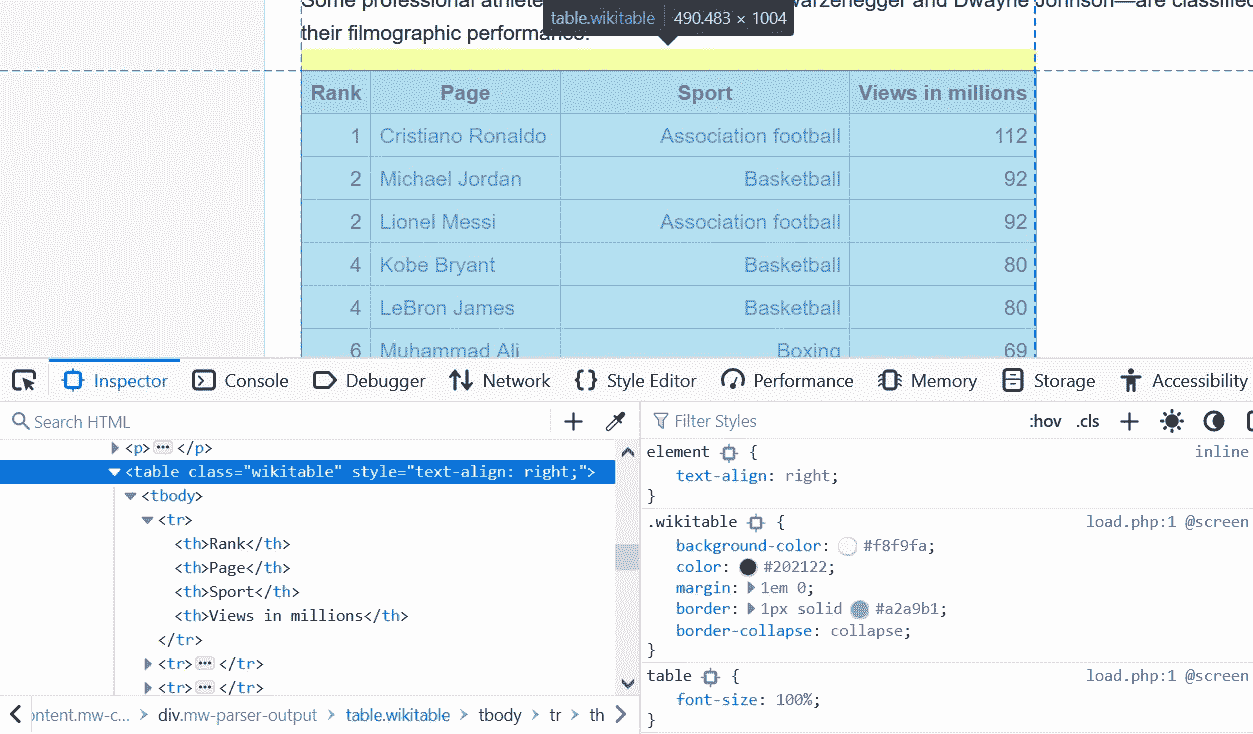 Some professional athlete
Johnson—are classified
their filmographic performance.
table.wikitable 490.483 × 1004
Rank Page Sport Views in millions
1 Cristiano Ronaldo Association football 112
2 Michael Jordan Basketball 92
2 Lionel Messi Association football 92
4 Kobe Bryant Basketball 80
4 LeBron James Basketball 80
6 Muhammad Ali Boxing 69
Inspector Console Debugger Network {} Style Editor Performance Memory Storage Accessibility
Search HTML +
Filter Styles :hov .cls +
<p> ··· </p>
<table class="wikitable" style="text-align: right;">
<tbody>
<tr>
<th>Rank</th>
<th>Page</th>
<th>Sport</th>
<th>Views in millions</th>
</tr>
<tr> ··· </tr>
<tr> ··· </tr>
element { inline
text-align: right;
}
.wikitable { load.php:1 @screen
background-color: #f8f9fa;
color: #202122;
margin: 1em 0;
border: 1px solid #a2a9b1;
border-collapse: collapse;
}
table { load.php:1 @screen
font-size: 100%;
}
ontent.mw-c... > div.mw-parser-output > table.wikitable > tbody > tr > th